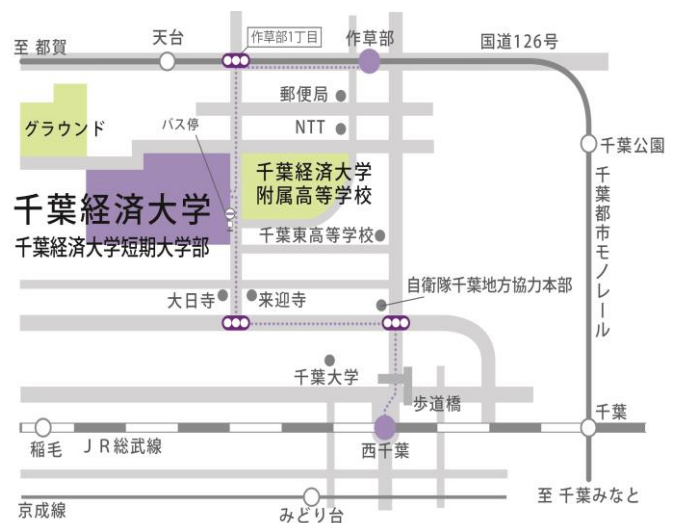 作草部1丁目
天台
作草部
国道126号
至 都賀
郵便局
グラウンド
バス停
NTT
千葉公園
千葉経済大学
附属高等学校
千葉経済大学
千葉経済大学短期大学部
千葉都市モノレール
千葉東高等学校
自衛隊千葉地方協力本部
大日寺
来迎寺
千葉大学
歩道橋
千葉
稲毛
JR総武線
西千葉
至 千葉みなと
京成線
みどり台